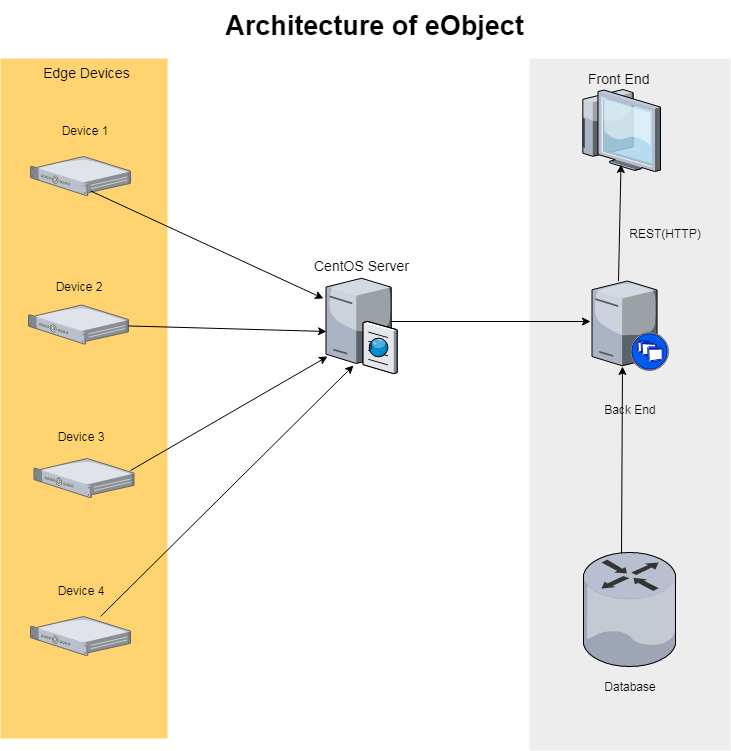 Architecture of eObject
Edge Devices
Device 1
Device 2
Device 3
Device 4
CentOS Server
Front End
REST(HTTP)
Back End
Database